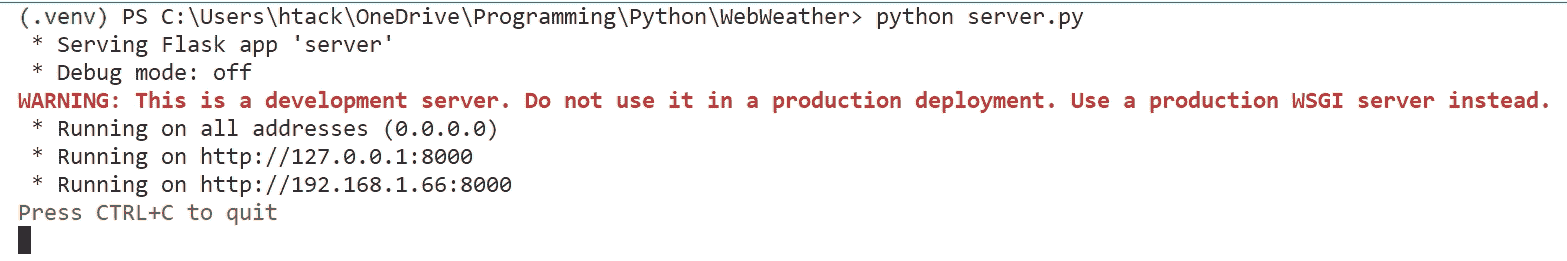 (.venv) PS C:\Users\htack\OneDrive\Programming\Python\WebWeather> python server.py
* Serving Flask app 'server'
* Debug mode: off
WARNING: This is a development server. Do not use it in a production deployment. Use a production WSGI server instead.
* Running on all addresses (0.0.0.0)
* Running on http://127.0.0.1:8000
* Running on http://192.168.1.66:8000
Press CTRL+C to quit